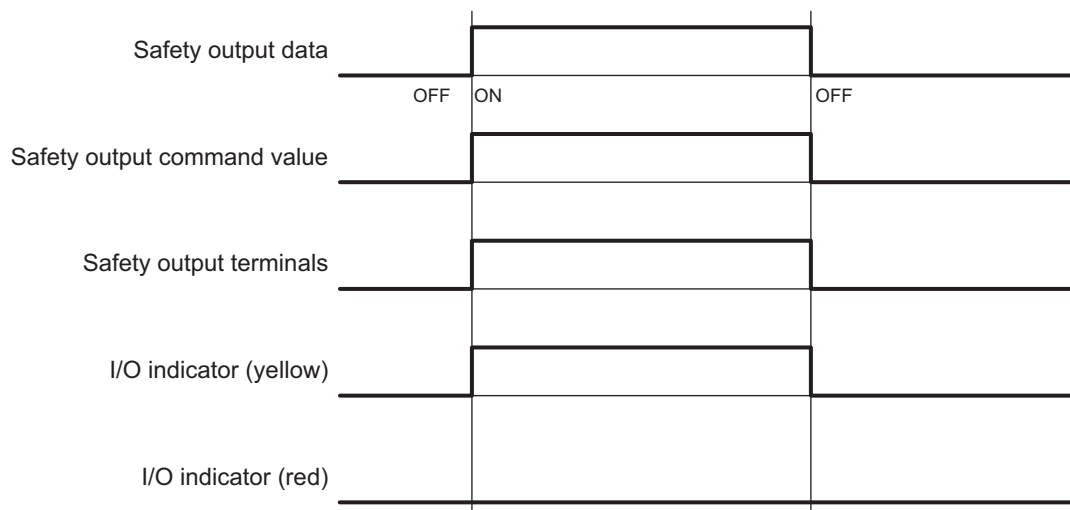 Safety output data
OFF ON OFF
Safety output command value
Safety output terminals
I/O indicator (yellow)
I/O indicator (red)